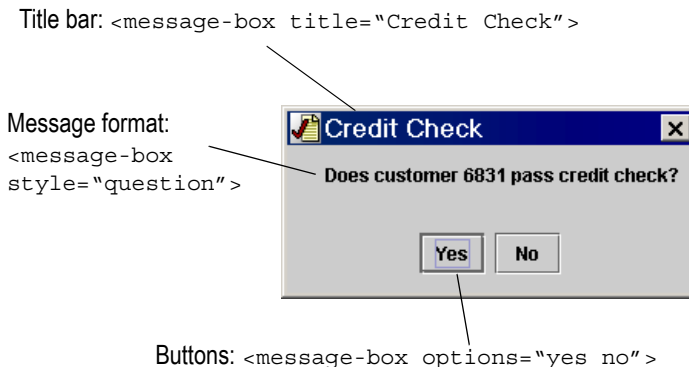 Title bar: <message-box title=“Credit Check”>
Message format:
<message-box
style=“question”>
Credit Check
Does customer 6831 pass credit check?
Yes No
Buttons: <message-box options=“yes no”>